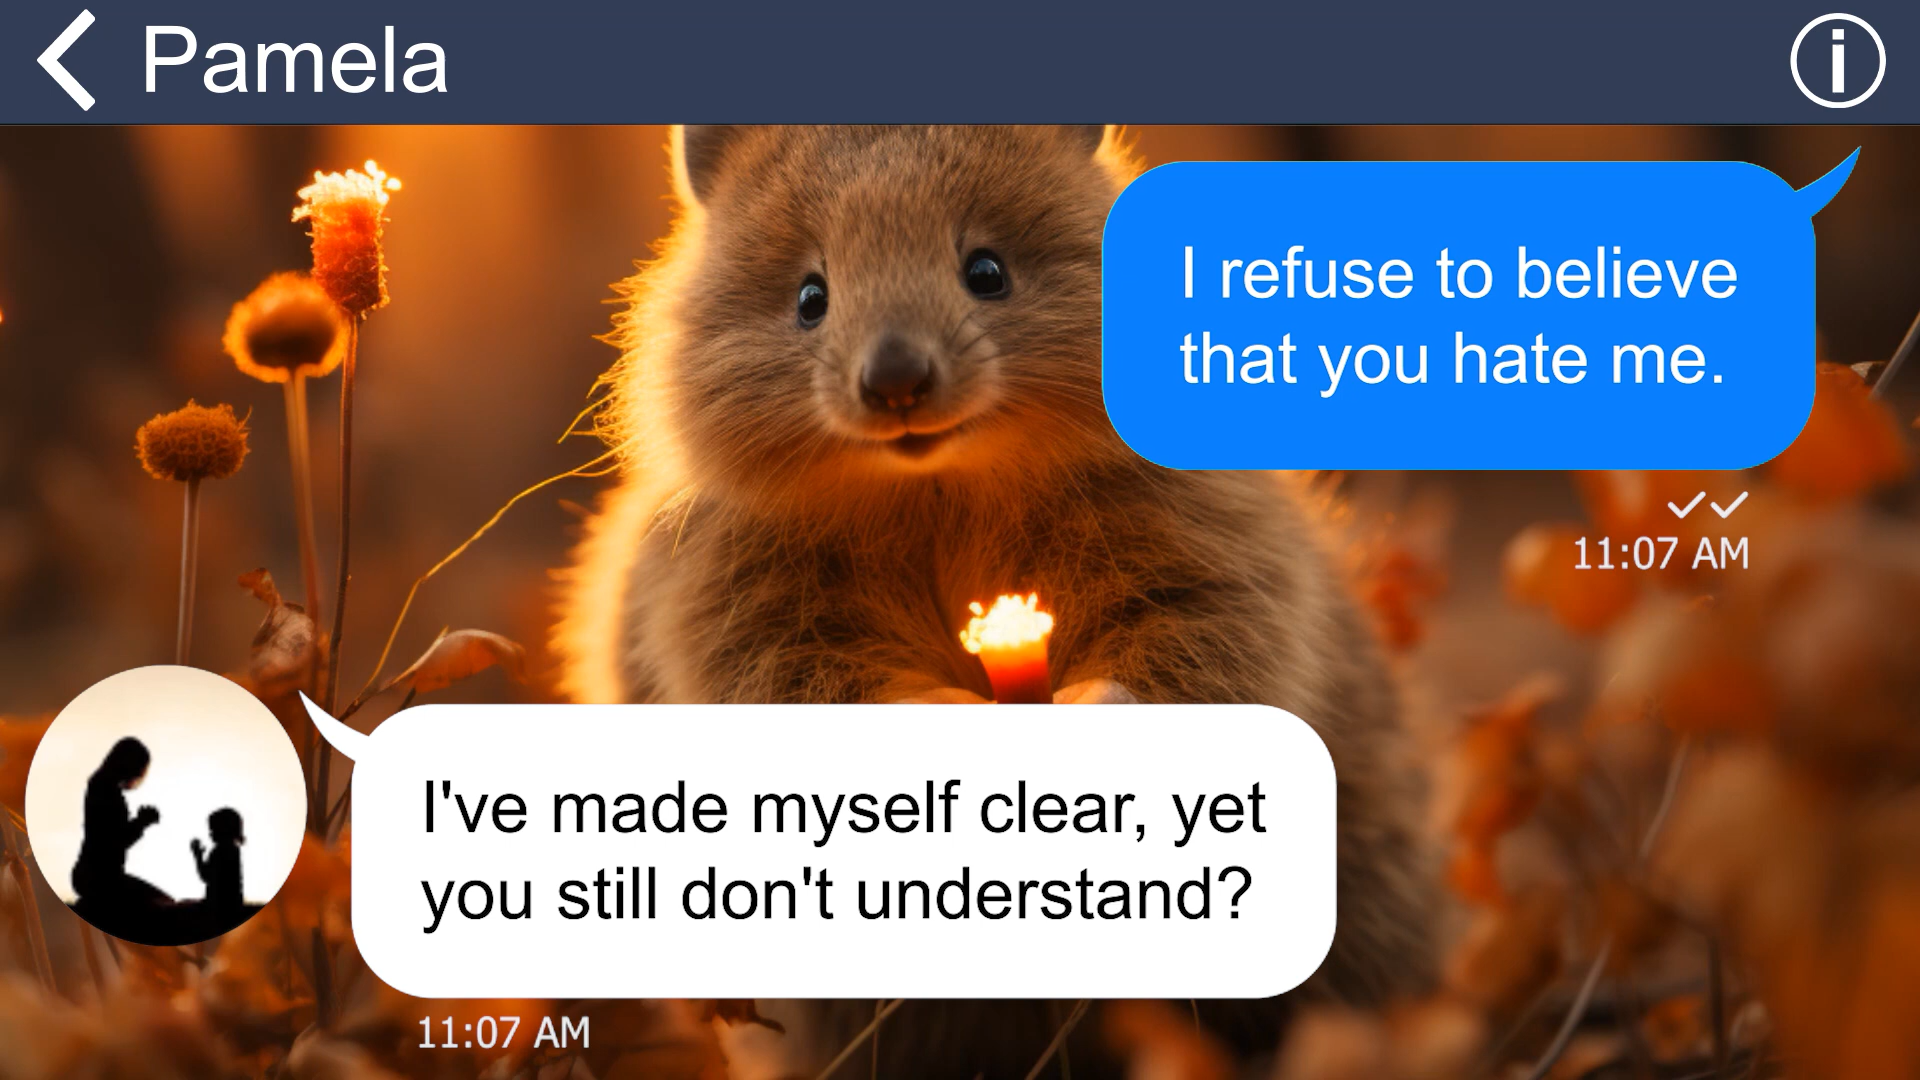 Pamela
I refuse to believe
that you hate me.
11:07 AM
I've made myself clear, yet
you still don't understand?
11:07 AM